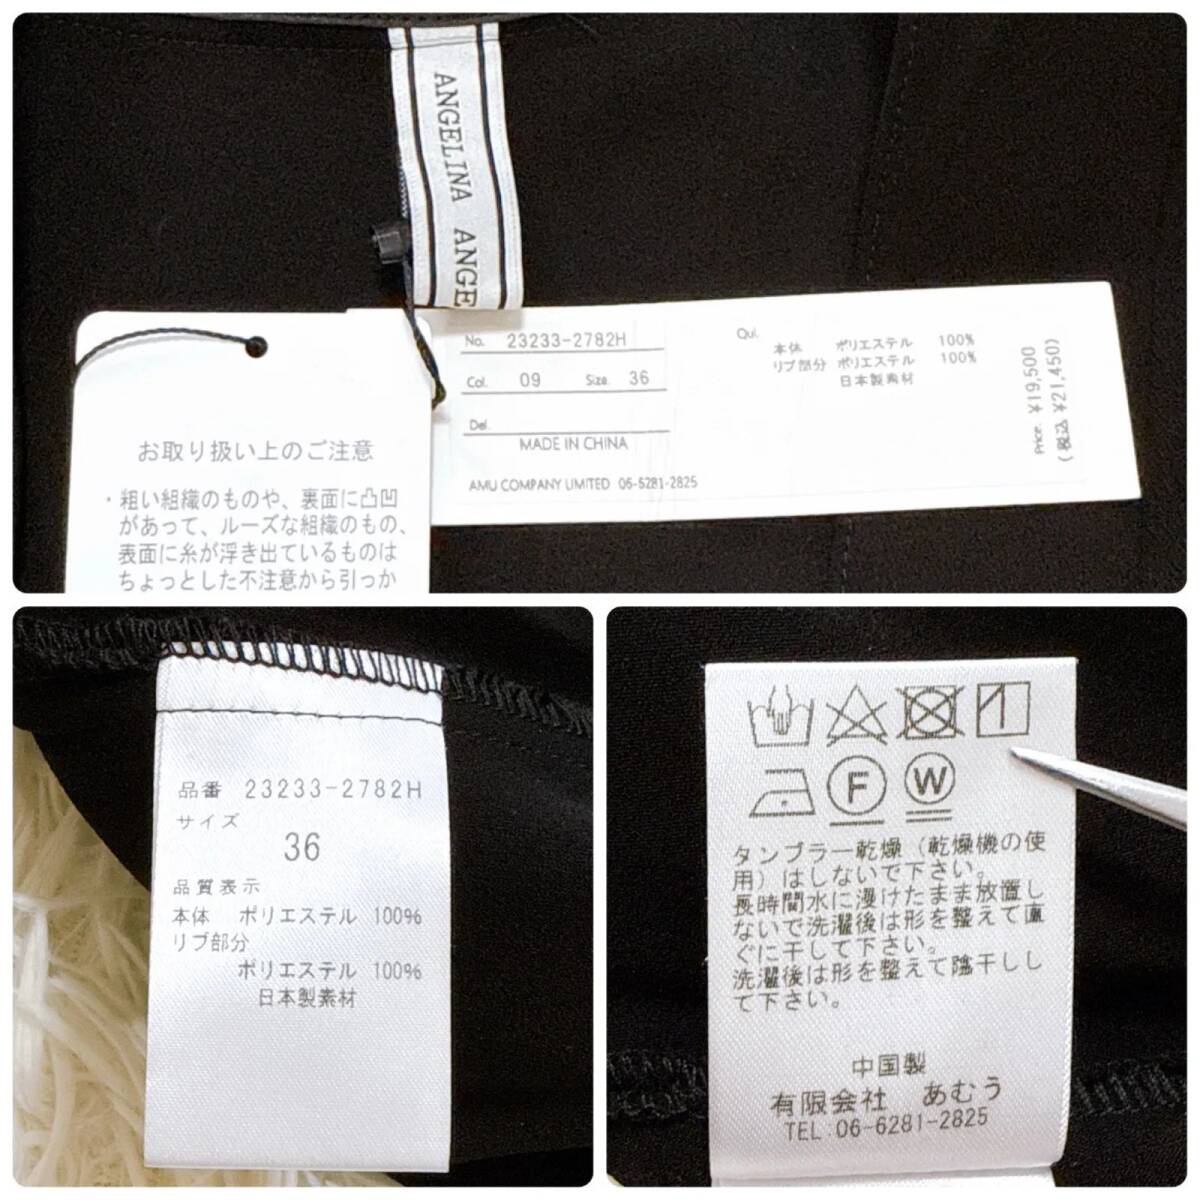 ANGELINA ANGE
No. 23233-2782H
Col. 09 Size. 36
Del.
MADE IN CHINA
AMU COMPANY LIMITED 06-6281-2825
Qul.
本体 ポリエステル 100%
リブ部分 ポリエステル 100%
日本製素材
Price. ¥19,500
(税込 ¥21,450)
お取り扱い上のご注意
・粗い組織のものや、裏面に凸凹
があって、ルーズな組織のもの、
表面に糸が浮き出ているものは
ちょっとした不注意から引っか
品番 23233-2782H
サイズ
36
品質表示
本体 ポリエステル 100%
リブ部分
ポリエステル 100%
日本製素材
F W
タンブラー乾燥(乾燥機の使
用)はしないで下さい。
長時間水に浸けたまま放置し
ないで洗濯後は形を整えて直
ぐに干して下さい。
洗濯後は形を整えて陰干しし
て下さい。
中国製
有限会社 あむう
TEL:06-6281-2825